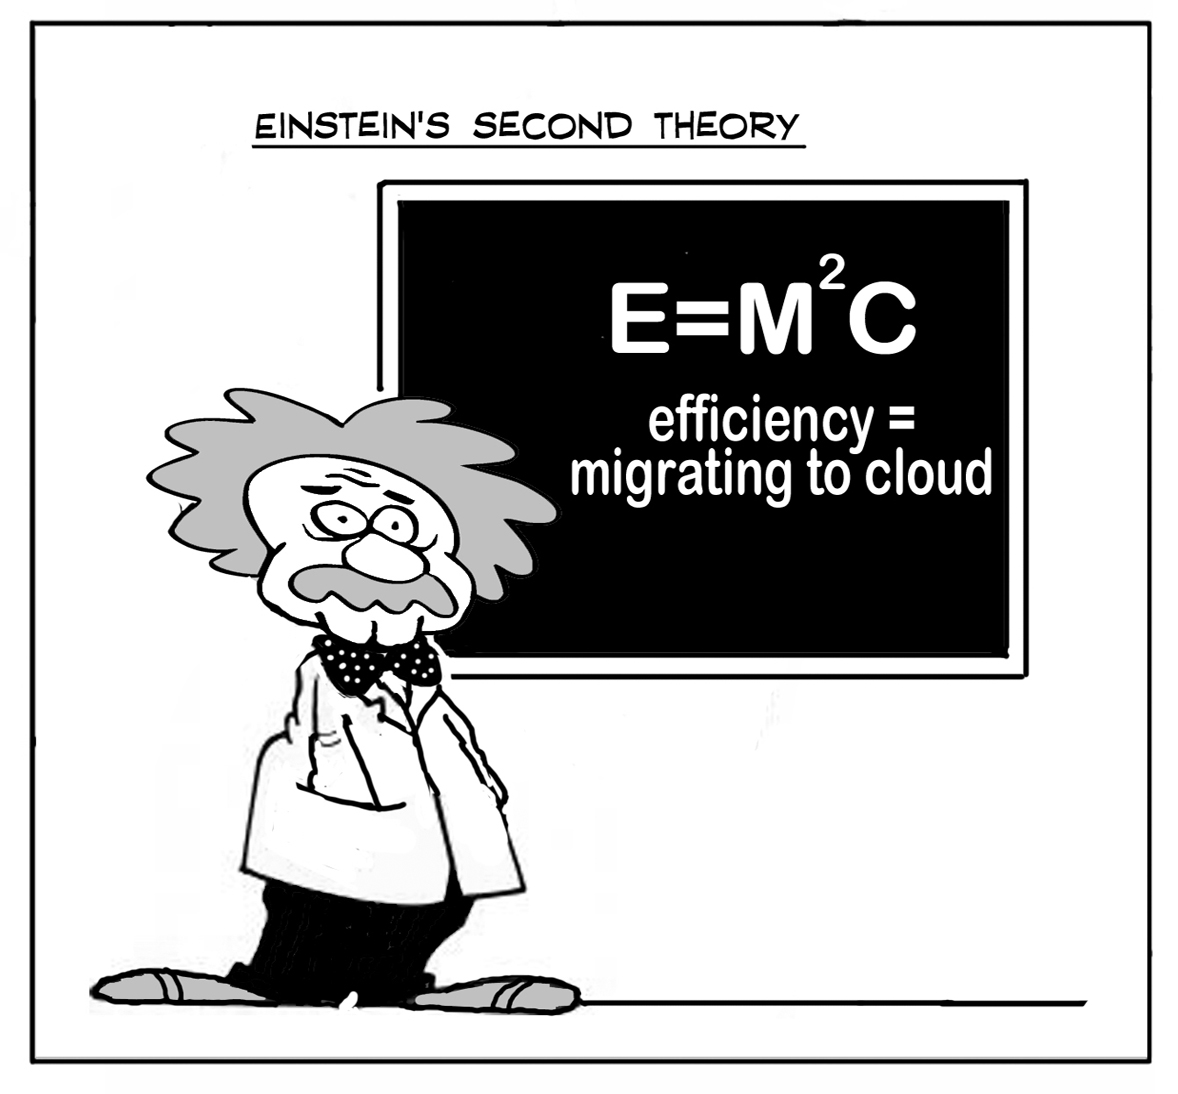 EINSTEIN'S SECOND THEORY
E=M²C
efficiency =
migrating to cloud